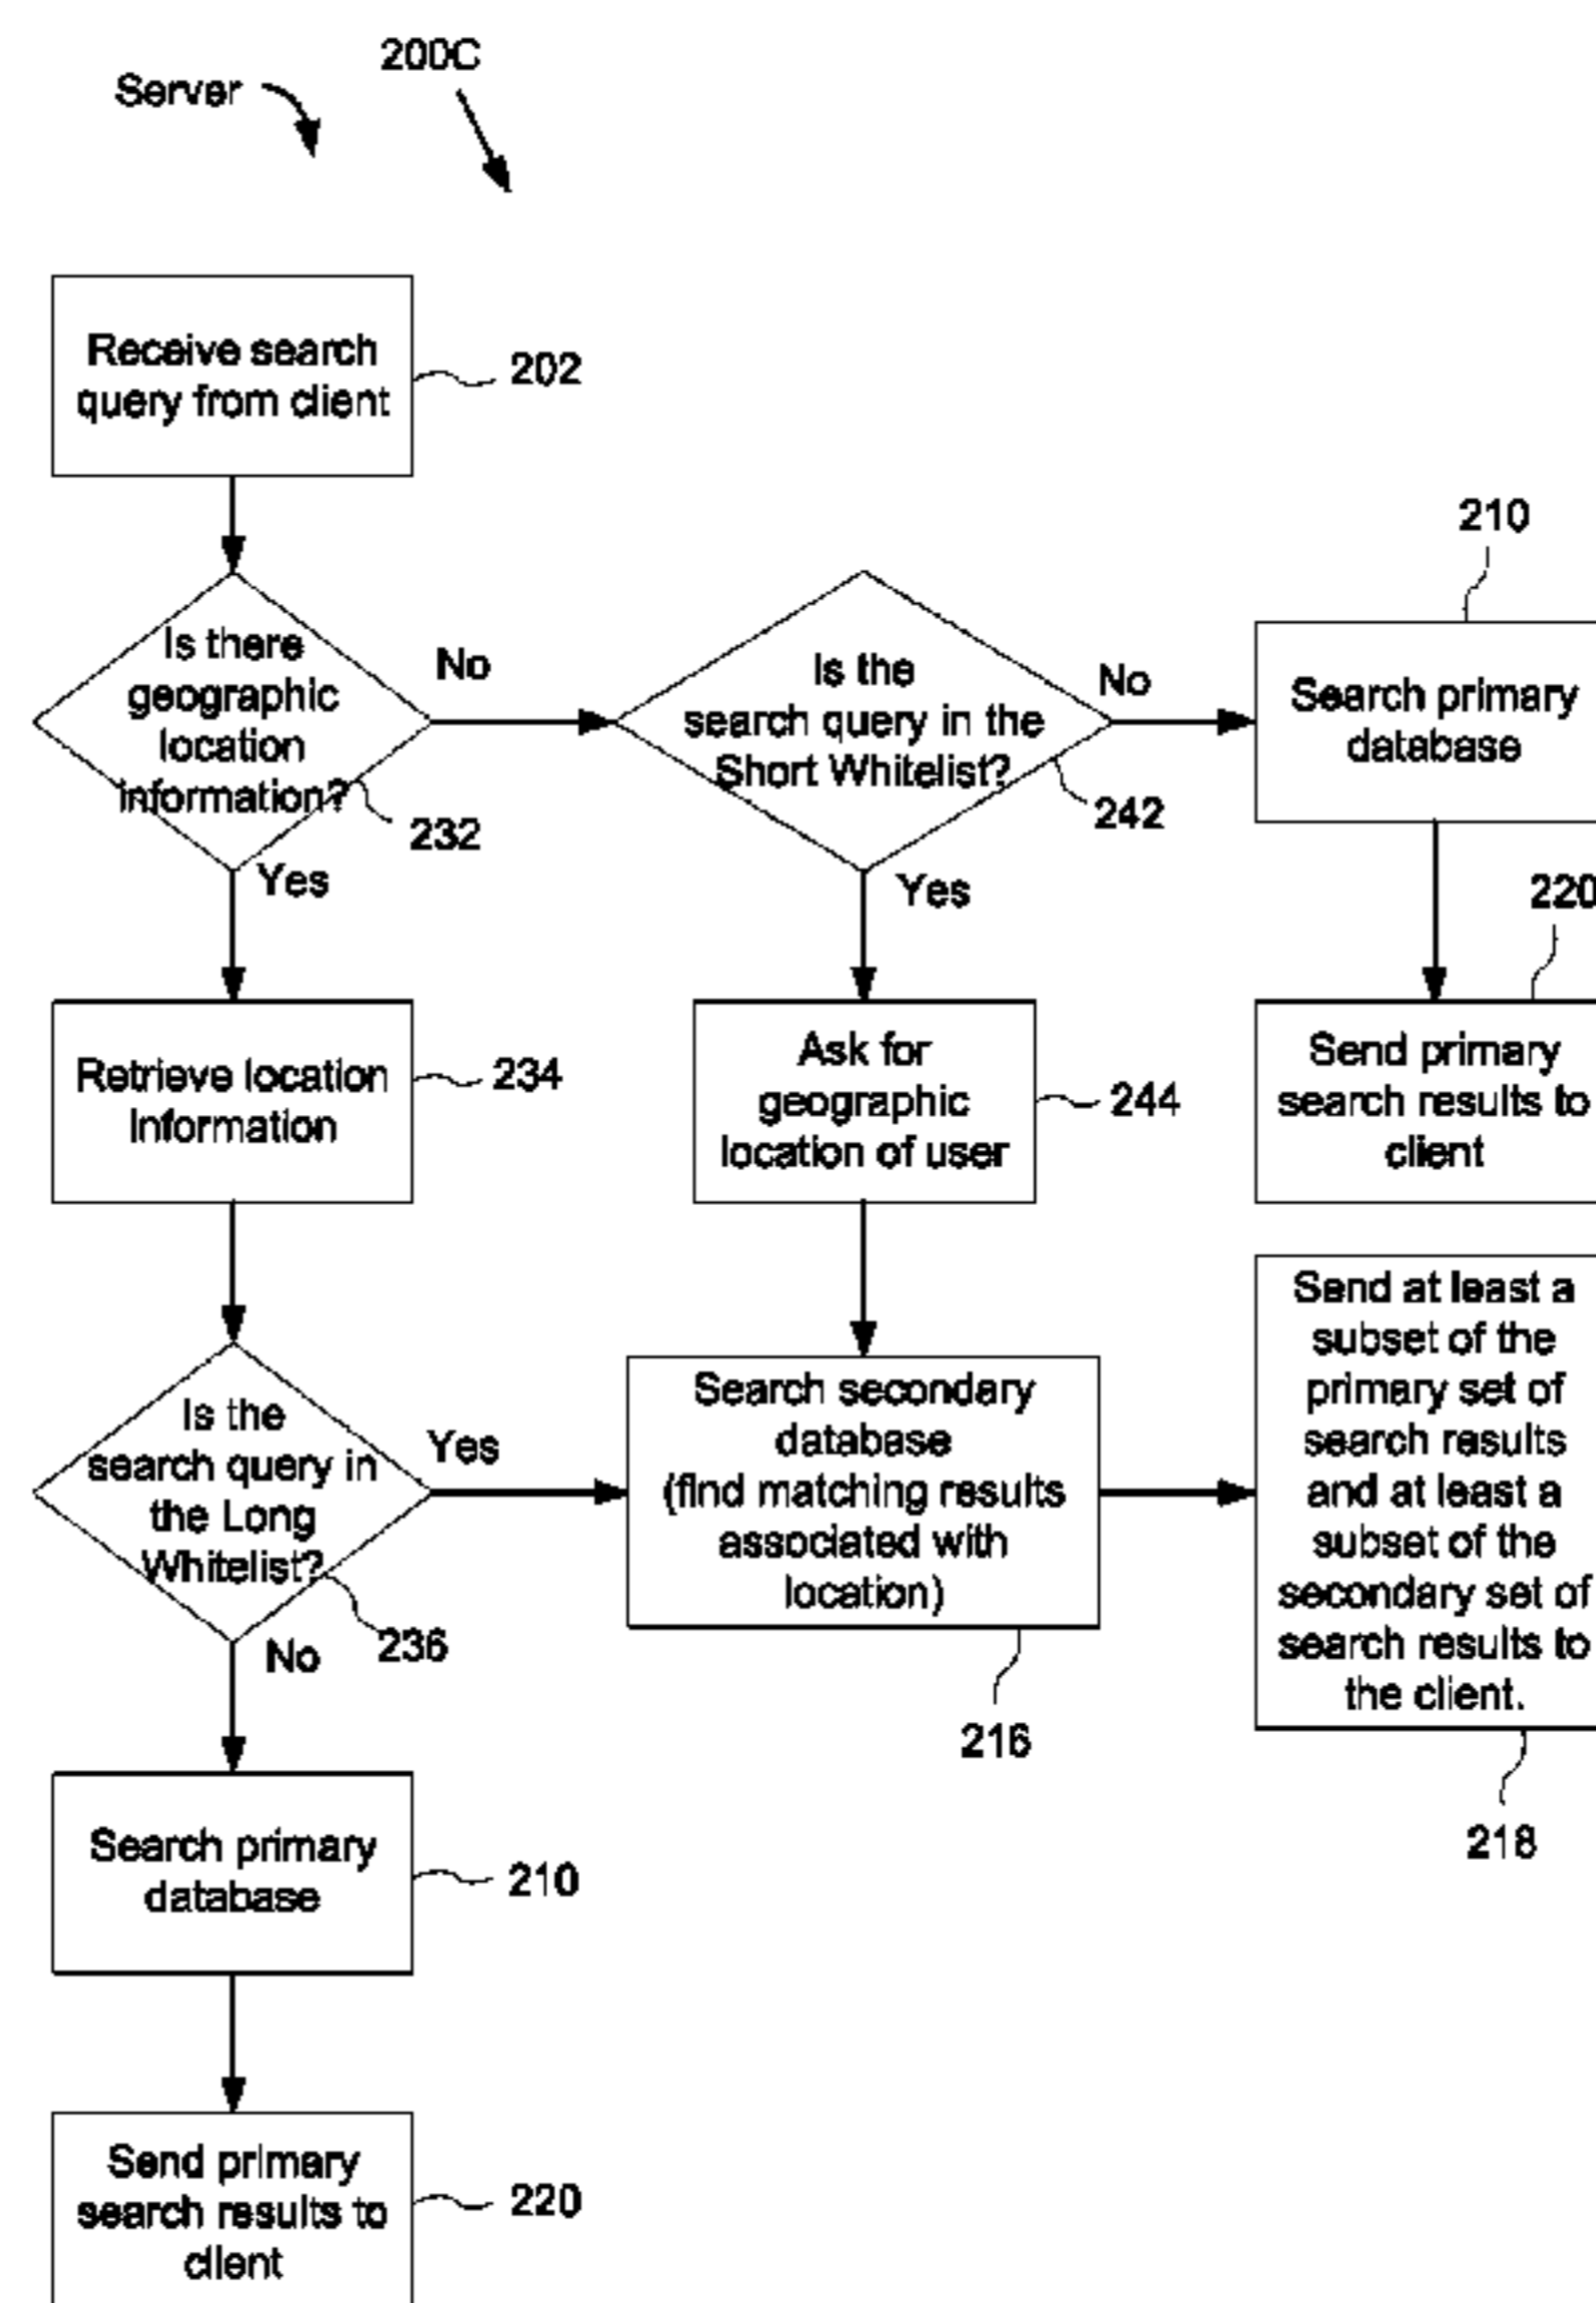 Server
200C
Receive search
query from client
202
Is there
geographic
location
information?
232
No
Yes
Is the
search query in the
Short Whitelist?
242
No
Yes
210
Search primary
database
220
Send primary
search results to
client
Retrieve location
Information
234
Ask for
geographic
location of user
244
Is the
search query in
the Long
Whitelist?
236
Yes
No
Search secondary
database
(find matching results
associated with
location)
216
Send at least a
subset of the
primary set of
search results
and at least a
subset of the
secondary set of
search results to
the client.
218
Search primary
database
210
Send primary
search results to
client
220